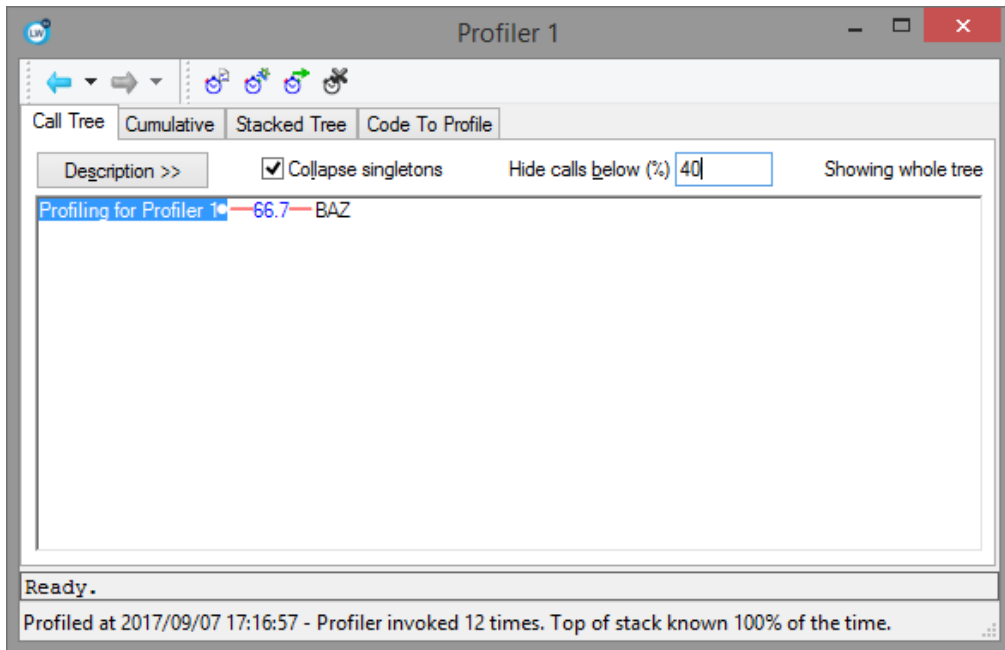 LW
Profiler 1
Call Tree Cumulative Stacked Tree Code To Profile
Description >> Collapse singletons Hide calls below (%) 40 Showing whole tree
Profiling for Profiler 1 66.7 BAZ
Ready.
Profiled at 2017/09/07 17:16:57 - Profiler invoked 12 times. Top of stack known 100% of the time.